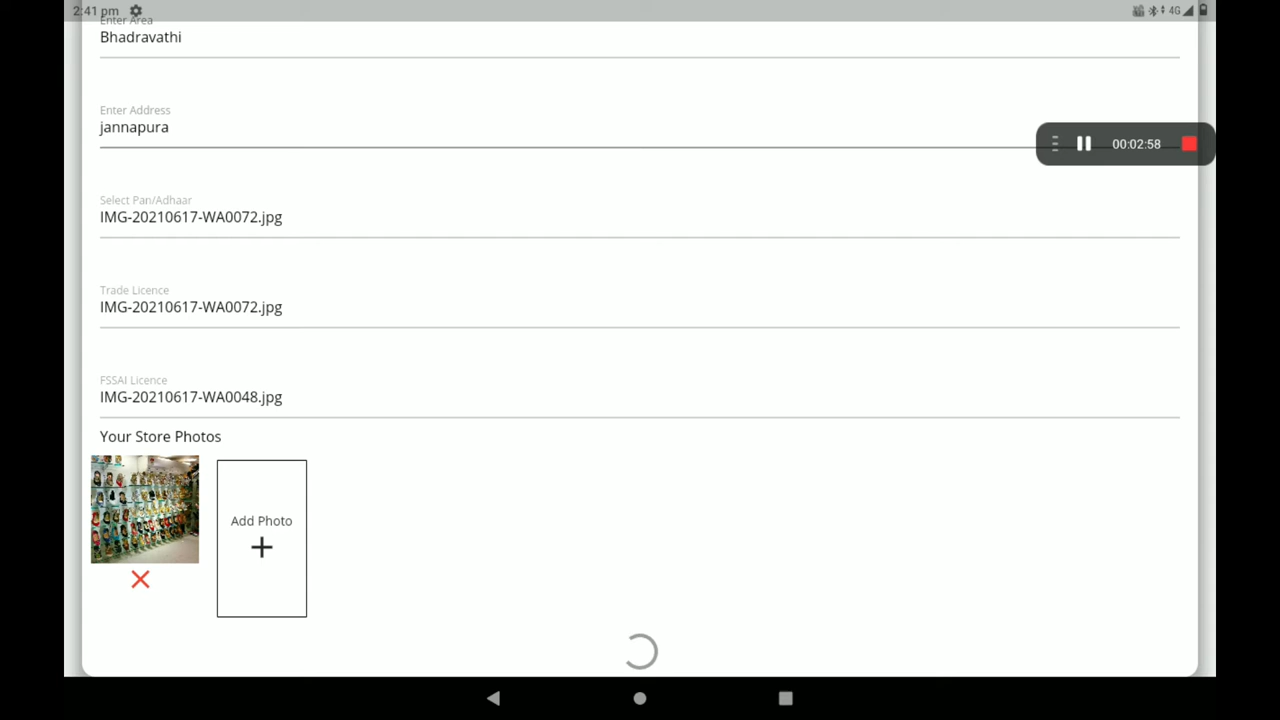 2:41 pm
4G
Enter Area
Bhadravathi
Enter Address
jannapura
00:02:58
Select Pan/Adhaar
IMG-20210617-WA0072.jpg
Trade Licence
IMG-20210617-WA0072.jpg
FSSAI Licence
IMG-20210617-WA0048.jpg
Your Store Photos
Add Photo